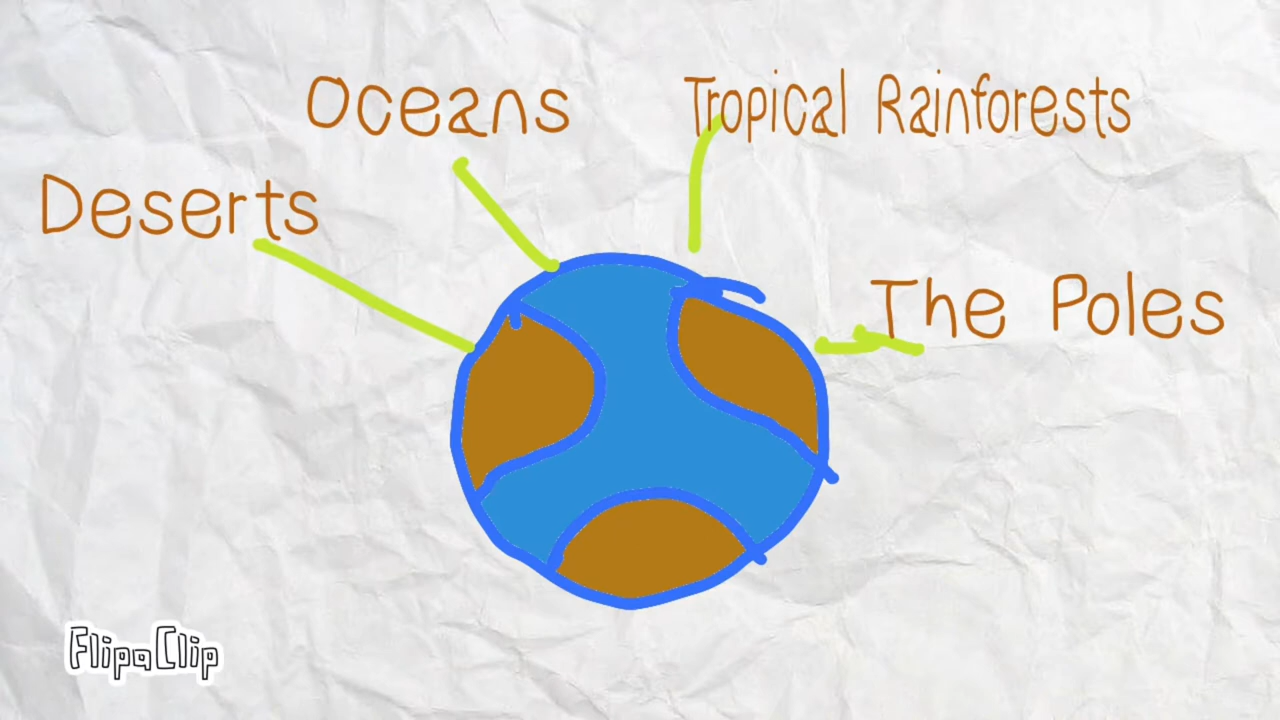 Oceans
Tropical Rainforests
Deserts
The Poles
FlipaClip